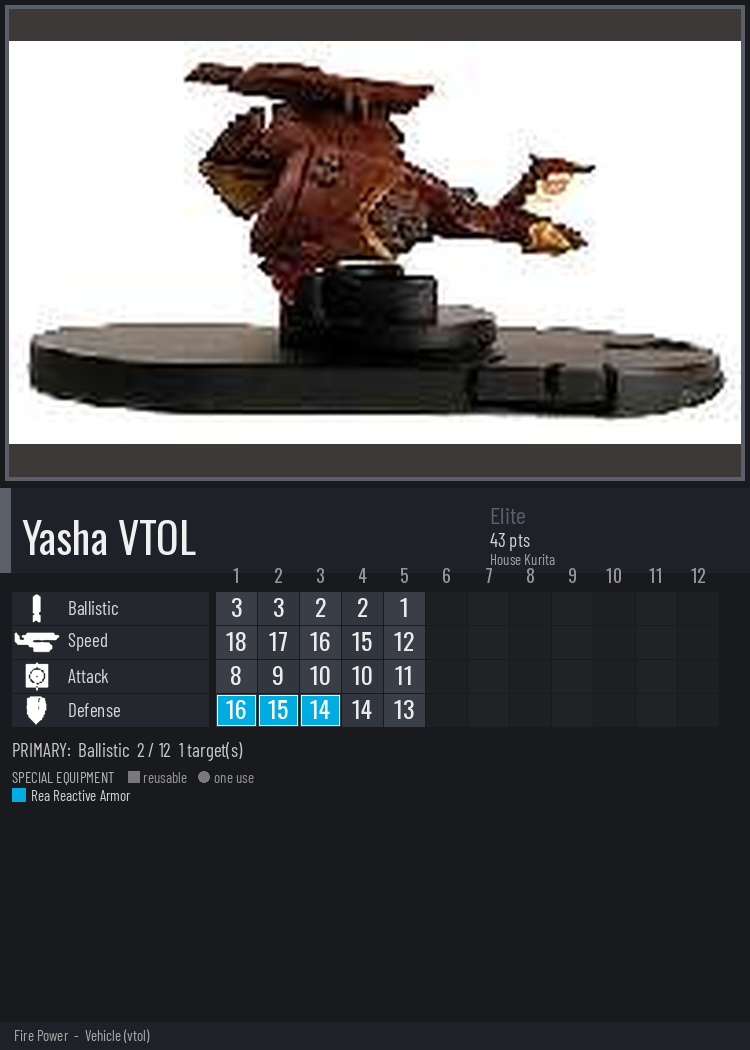 Yasha VTOL
Elite
43 pts
House Kurita
1 2 3 4 5 6 7 8 9 10 11 12
Ballistic 3 3 2 2 1
Speed 18 17 16 15 12
Attack 8 9 10 10 11
Defense 16 15 14 14 13
PRIMARY: Ballistic 2 / 12 1 target(s)
SPECIAL EQUIPMENT reusable one use
Rea Reactive Armor
Fire Power - Vehicle (vtol)